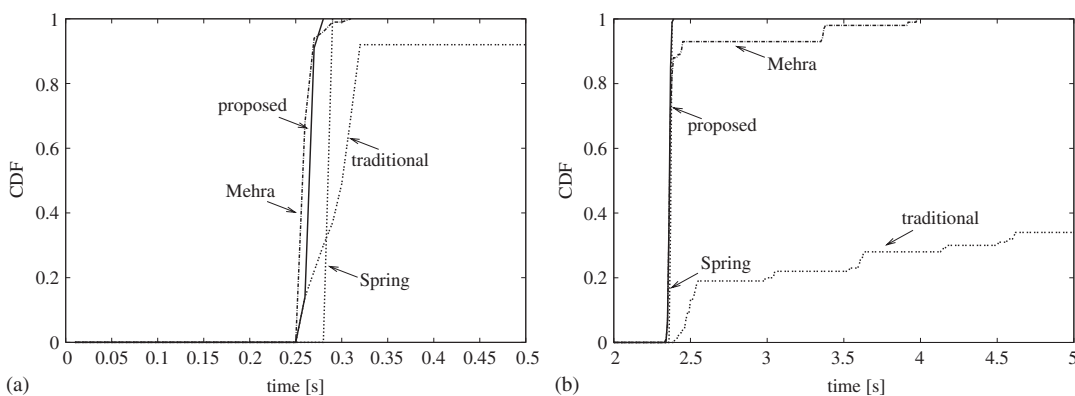 1
0.8
0.6
0.4
0.2
0
CDF
proposed
Mehra
traditional
Spring
0 0.05 0.1 0.15 0.2 0.25 0.3 0.35 0.4 0.45 0.5
time [s]
(a)
1
0.8
0.6
0.4
0.2
0
CDF
Mehra
proposed
traditional
Spring
2 2.5 3 3.5 4 4.5 5
time [s]
(b)